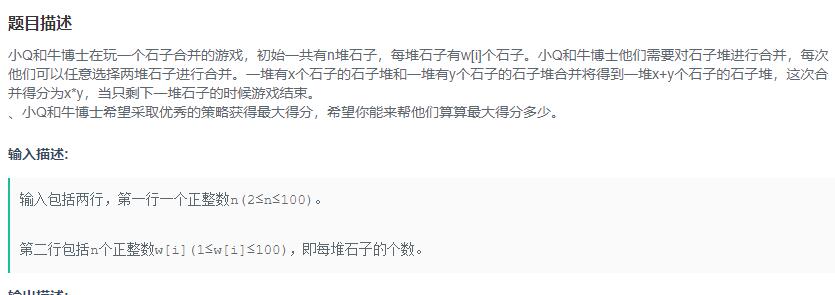 题目描述
小Q和牛博士在玩一个石子合并的游戏，初始一共有n堆石子，每堆石子有w[i]个石子。小Q和牛博士他们需要对石子堆进行合并，每次
他们可以任意选择两堆石子进行合并。一堆有x个石子的石子堆和一堆有y个石子的石子堆合并将得到一堆x+y个石子的石子堆，这次合
并得分为x*y，当只剩下一堆石子的时候游戏结束。
、小Q和牛博士希望采取优秀的策略获得最大得分，希望你能来帮他们算算最大得分多少。
输入描述:
输入包括两行，第一行一个正整数n(2≤n≤100)。
第二行包括n个正整数w[i](1≤w[i]≤100)，即每堆石子的个数。
输出描述: